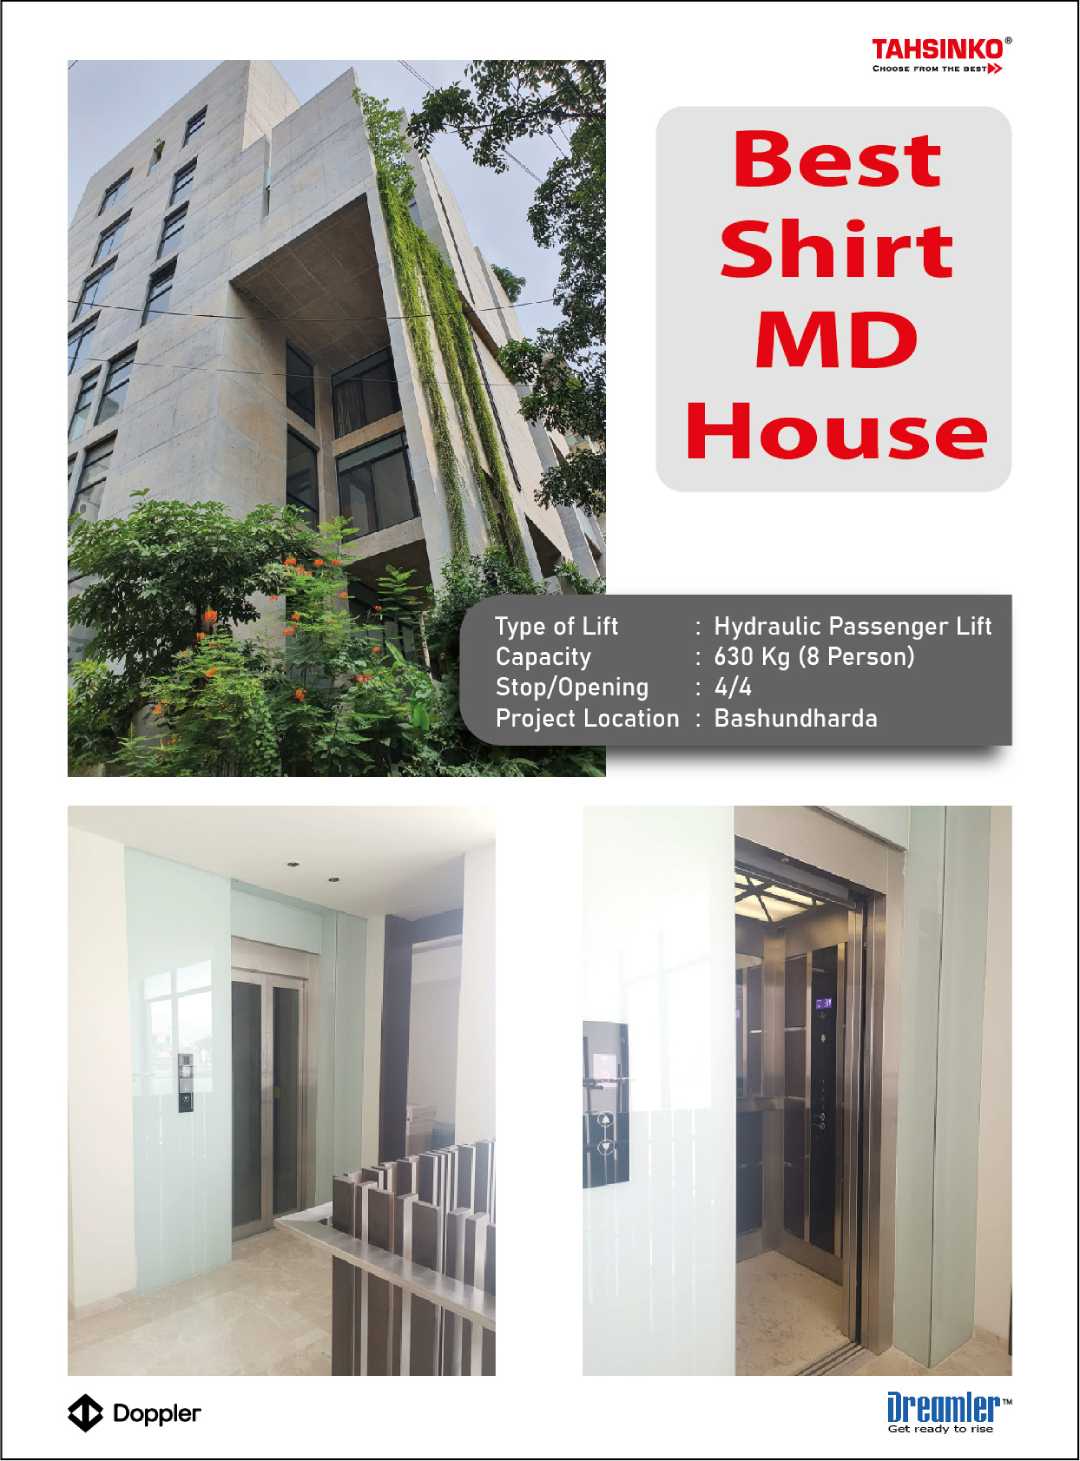 TAHSINKO®
CHOOSE FROM THE BEST
Best
Shirt
MD
House
Type of Lift : Hydraulic Passenger Lift
Capacity : 630 Kg (8 Person)
Stop/Opening : 4/4
Project Location : Bashundharda
Doppler
Dreamler™
Get ready to rise